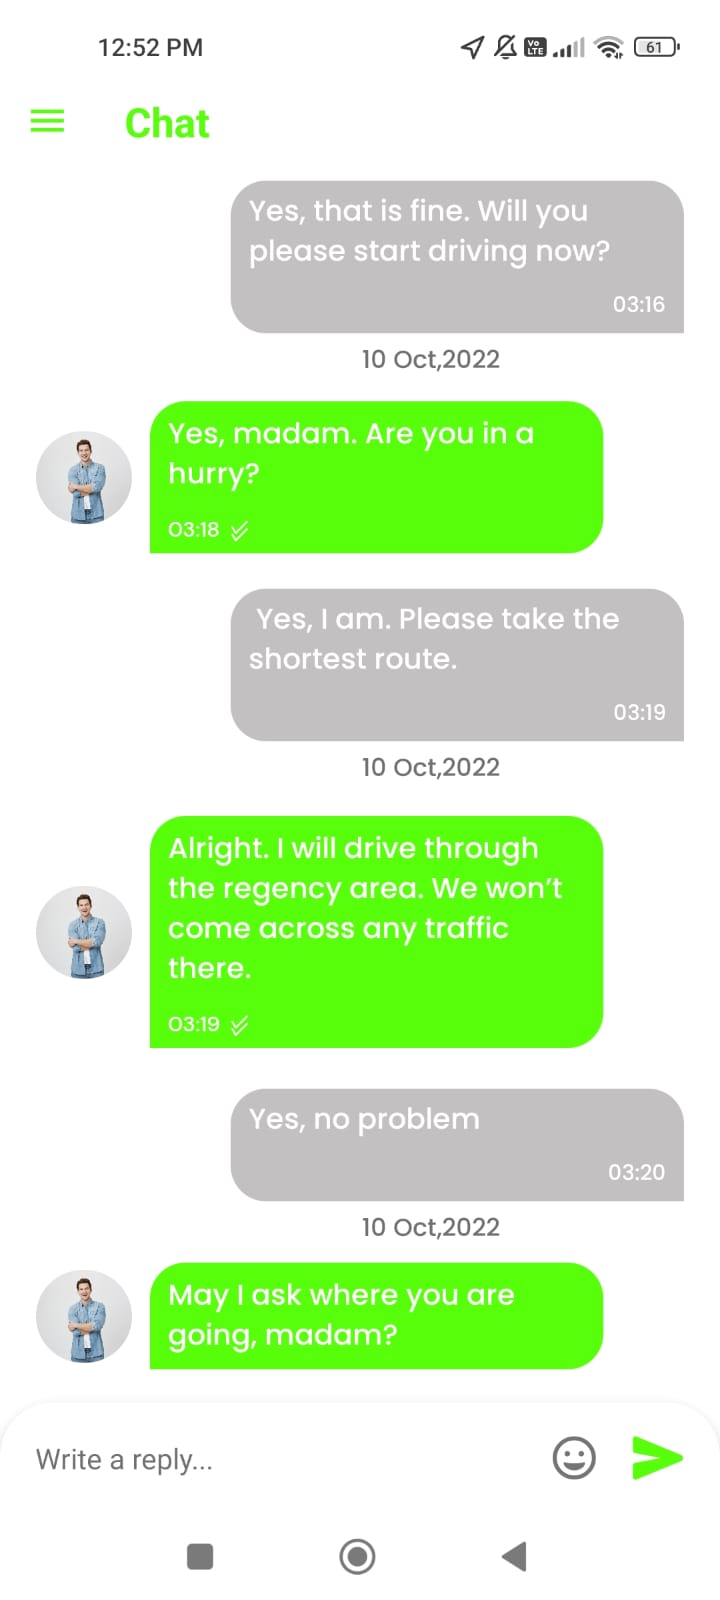 12:52 PM
Vo LTE
61
Chat
Yes, that is fine. Will you
please start driving now?
03:16
10 Oct,2022
Yes, madam. Are you in a
hurry?
03:18
Yes, I am. Please take the
shortest route.
03:19
10 Oct,2022
Alright. I will drive through
the regency area. We won’t
come across any traffic
there.
03:19
Yes, no problem
03:20
10 Oct,2022
May I ask where you are
going, madam?
Write a reply...